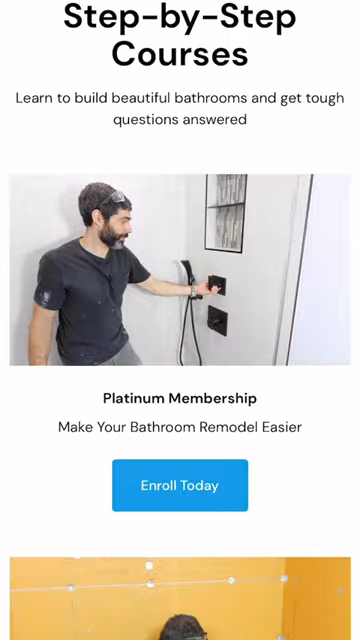 Step-by-Step
Courses
Learn to build beautiful bathrooms and get tough
questions answered
Platinum Membership
Make Your Bathroom Remodel Easier
Enroll Today